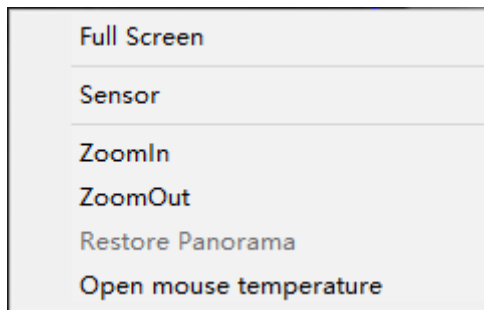 Full Screen
Sensor
ZoomIn
ZoomOut
Restore Panorama
Open mouse temperature